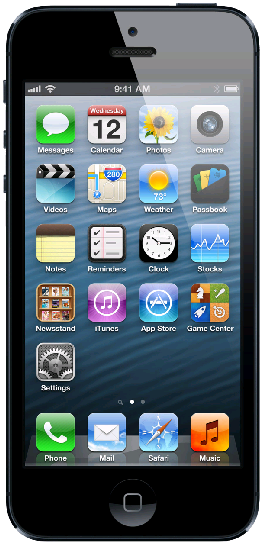 9:41 AM
Wednesday
12
280
73°
Messages Calendar Photos Camera
Videos Maps Weather Passbook
Notes Reminders Clock Stocks
Newsstand iTunes App Store Game Center
Settings
Phone Mail Safari Music